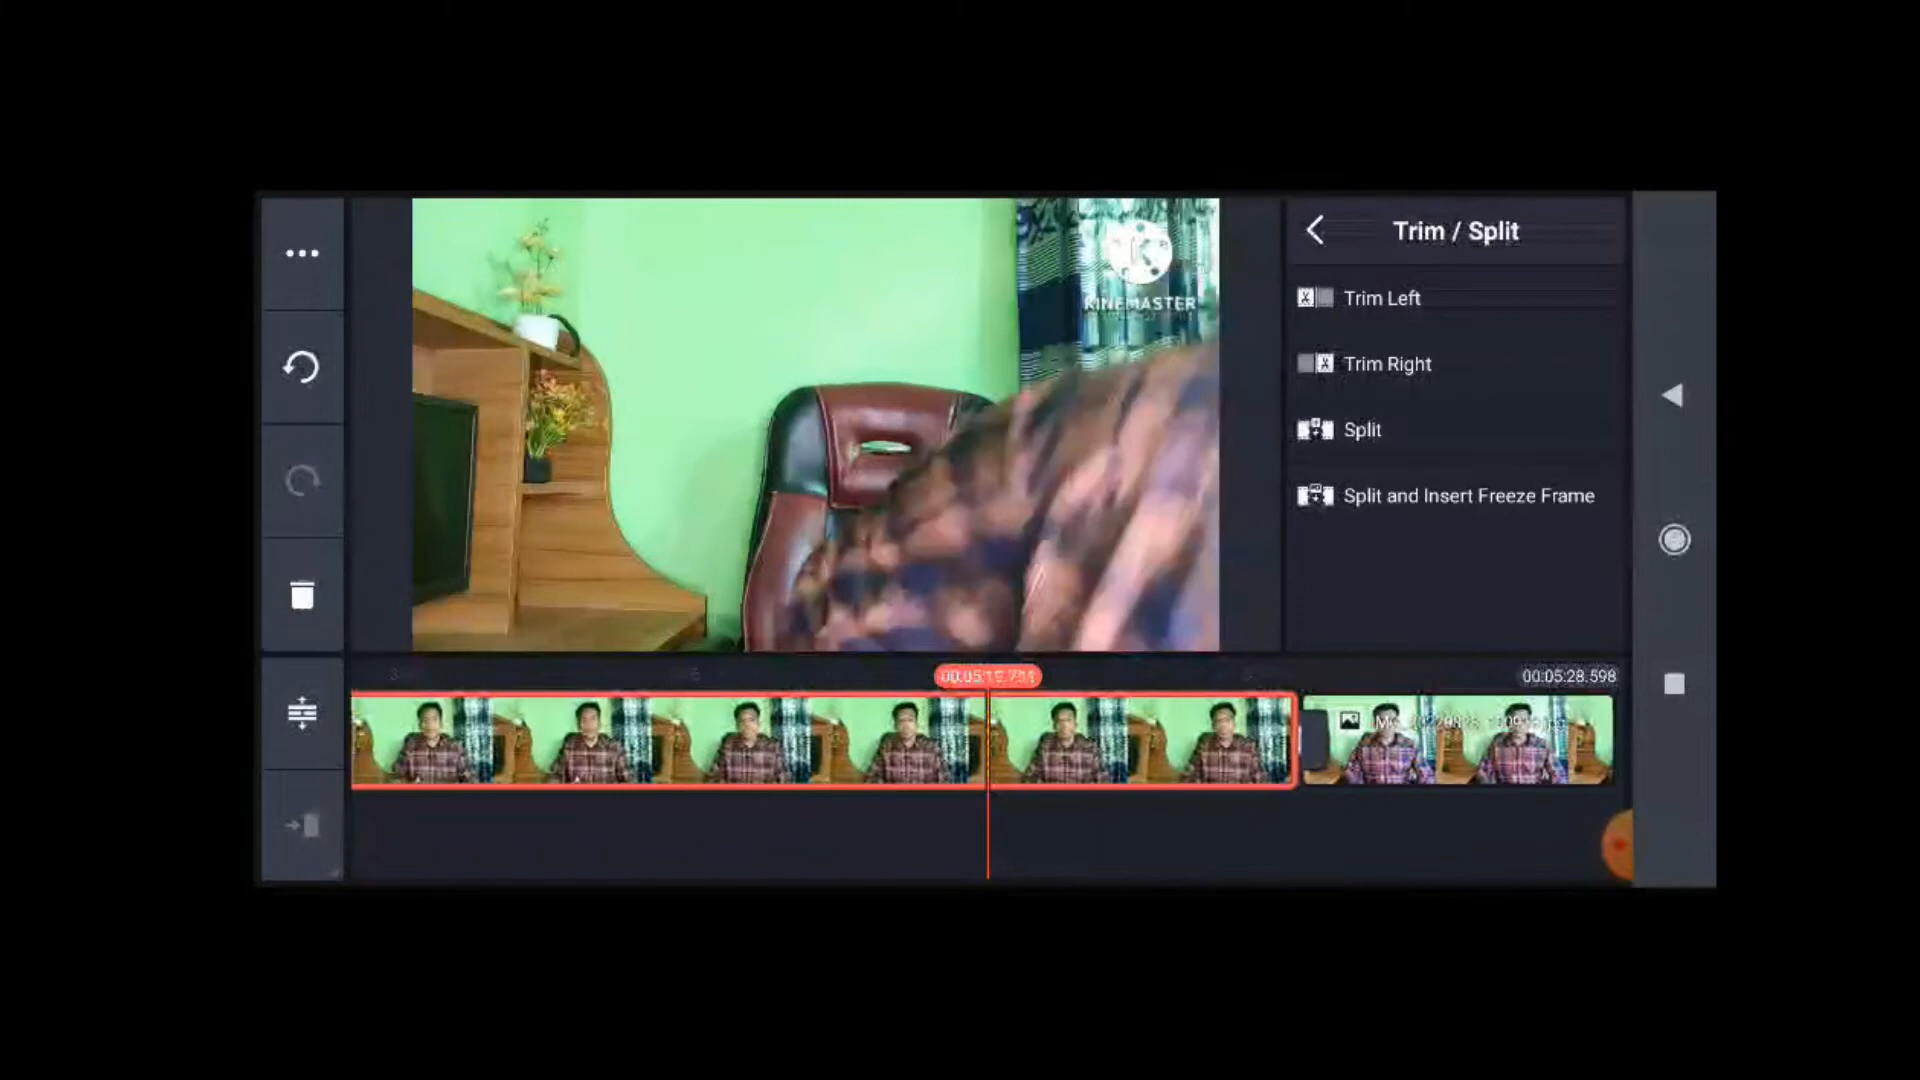 Trim / Split
Trim Left
KINEMASTER
Trim Right
Split
Split and Insert Freeze Frame
00:05:28.598